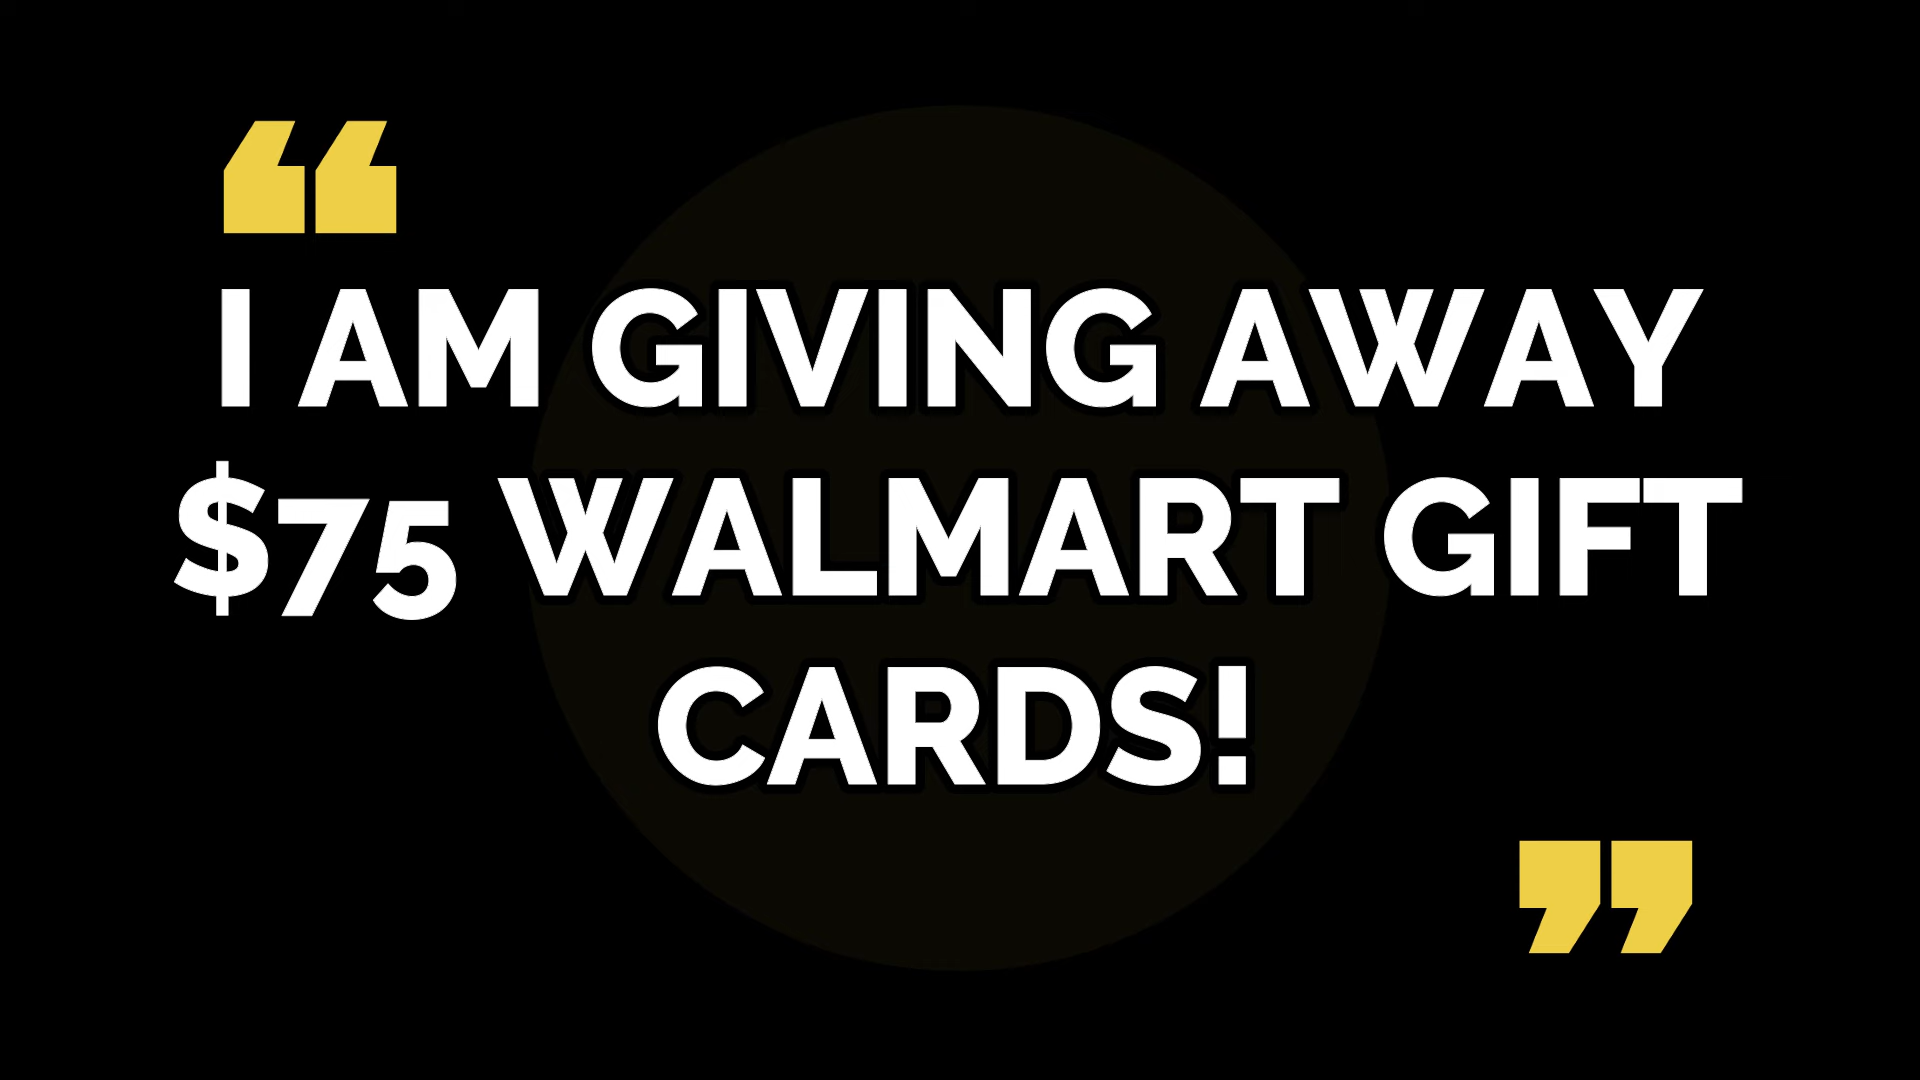 “
I AM GIVING AWAY
$75 WALMART GIFT
CARDS!
”